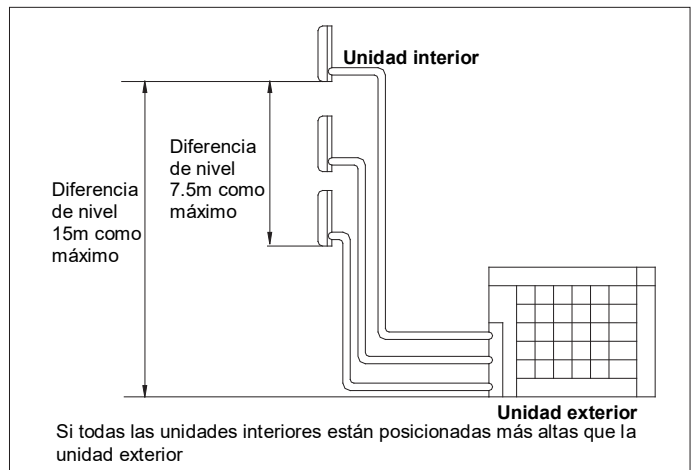 Unidad interior
Diferencia
de nivel
7.5m como
máximo
Diferencia
de nivel
15m como
máximo
Unidad exterior
Si todas las unidades interiores están posicionadas más altas que la
unidad exterior